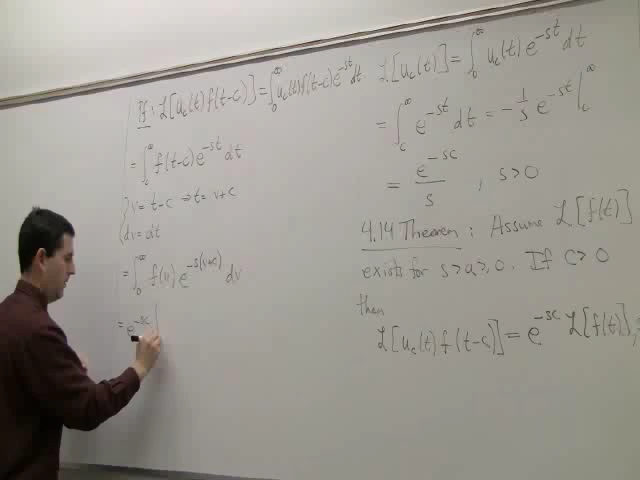 Pf: ℒ[u_c(t)f(t-c)] = ∫_0^∞ u_c(t)f(t-c)e^{-st}dt
= ∫_c^∞ f(t-c)e^{-st}dt
v = t-c ⇒ t = v+c
dv = dt
= ∫_0^∞ f(v) e^{-s(v+c)} dv
= e^{-sc}
ℒ[u_c(t)] = ∫_0^∞ u_c(t) e^{-st}dt
= ∫_c^∞ e^{-st}dt = -1/s e^{-st}|_c^∞
= e^{-sc}/s , s>0
4.14 Theorem: Assume ℒ[f(t)]
exists for s>a≥0. If c>0
then
ℒ[u_c(t)f(t-c)] = e^{-sc} ℒ[f(t)],